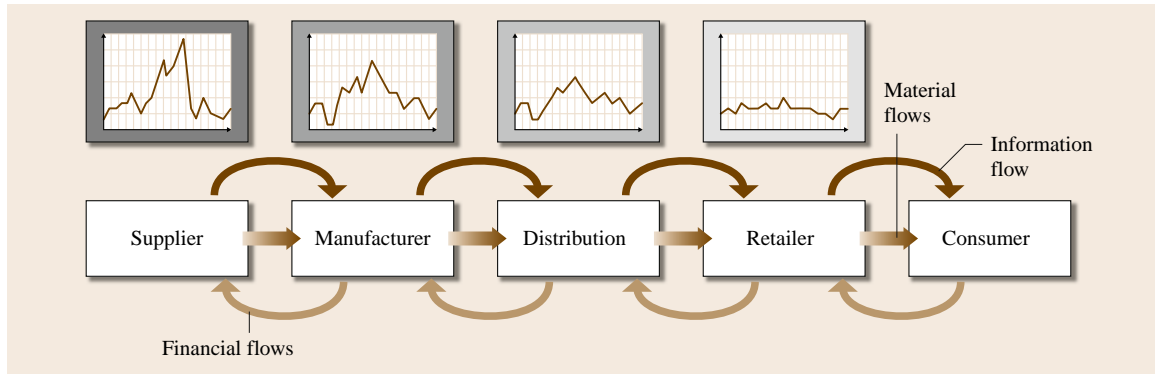 Material
flows
Information
flow
Supplier
Manufacturer
Distribution
Retailer
Consumer
Financial flows